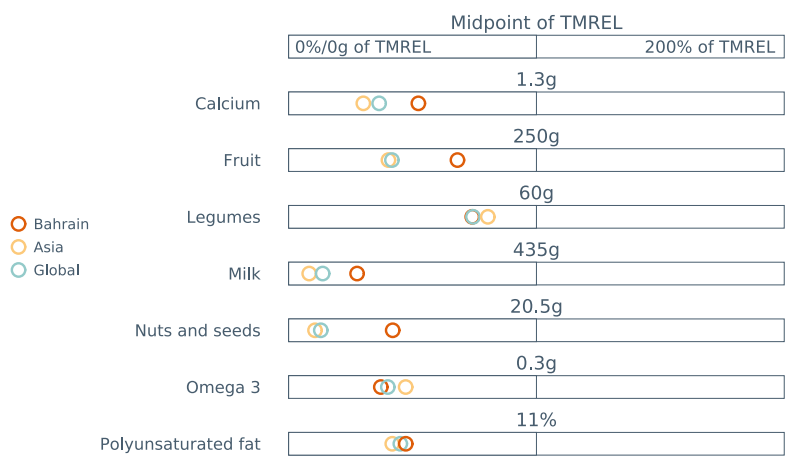 Midpoint of TMREL
0%/0g of TMREL 200% of TMREL
1.3g
Calcium
250g
Fruit
60g
Legumes
435g
Milk
20.5g
Nuts and seeds
0.3g
Omega 3
11%
Polyunsaturated fat
Bahrain
Asia
Global